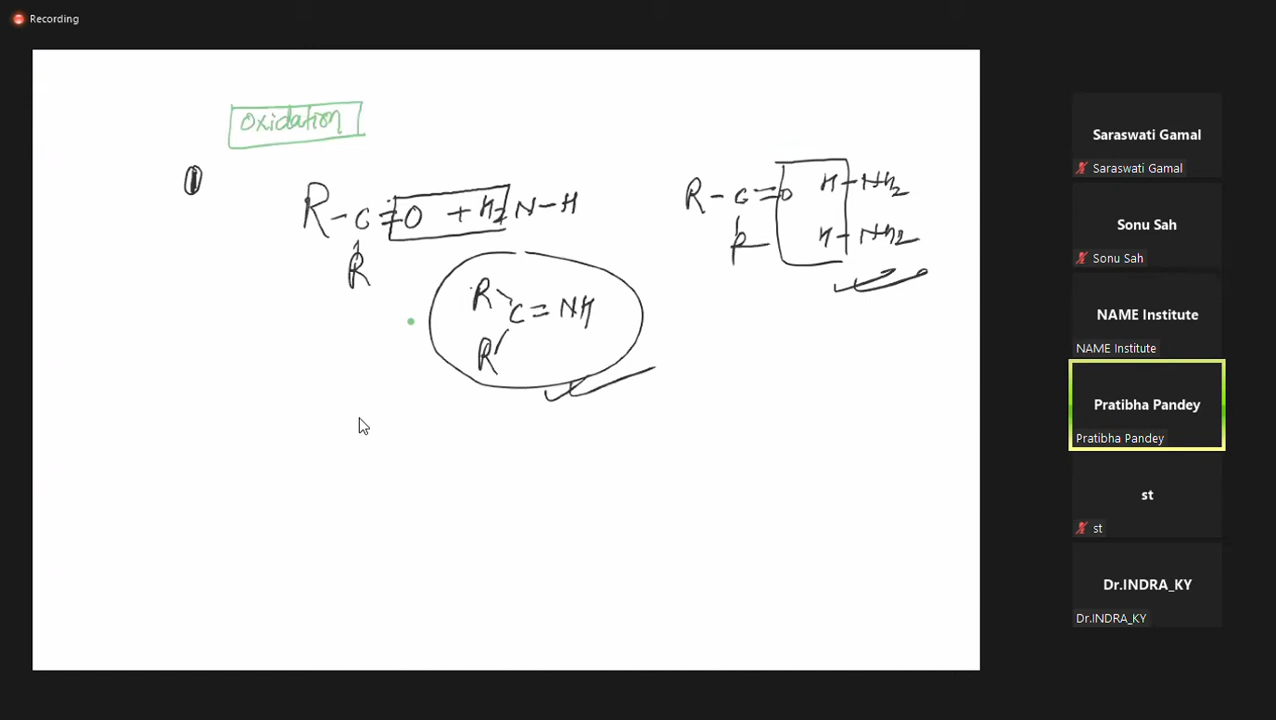 Recording
Oxidation
1
R-C=O + H2N-H
R
R
C=NH
R
R-C=O H-NH2
R H-NH2
Saraswati Gamal
Saraswati Gamal
Sonu Sah
Sonu Sah
NAME Institute
NAME Institute
Pratibha Pandey
Pratibha Pandey
st
st
Dr.INDRA_KY
Dr.INDRA_KY